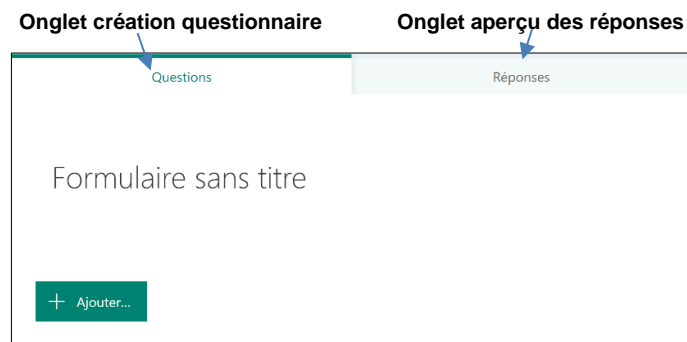 Onglet création questionnaire Onglet aperçu des réponses
Questions Réponses
Formulaire sans titre
+ Ajouter...